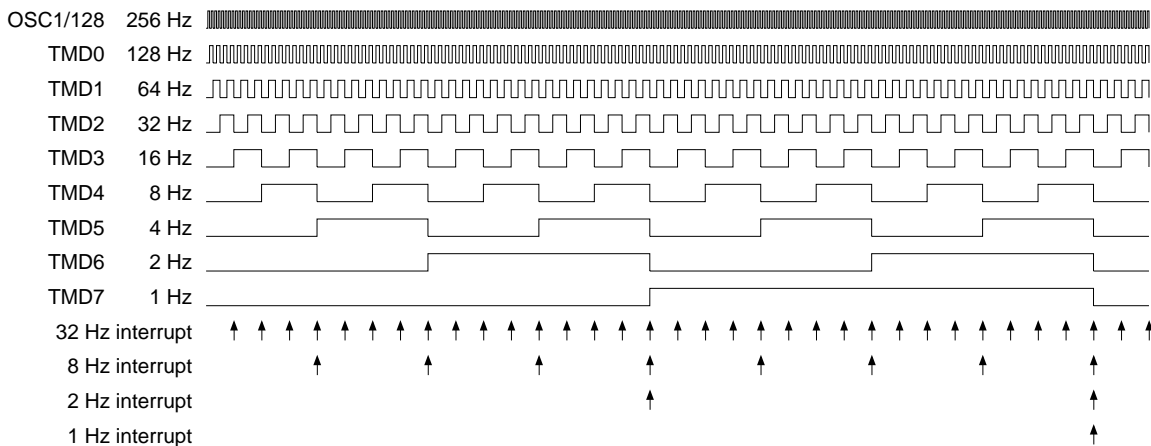 OSC1/128 256 Hz
TMD0 128 Hz
TMD1 64 Hz
TMD2 32 Hz
TMD3 16 Hz
TMD4 8 Hz
TMD5 4 Hz
TMD6 2 Hz
TMD7 1 Hz
32 Hz interrupt
8 Hz interrupt
2 Hz interrupt
1 Hz interrupt